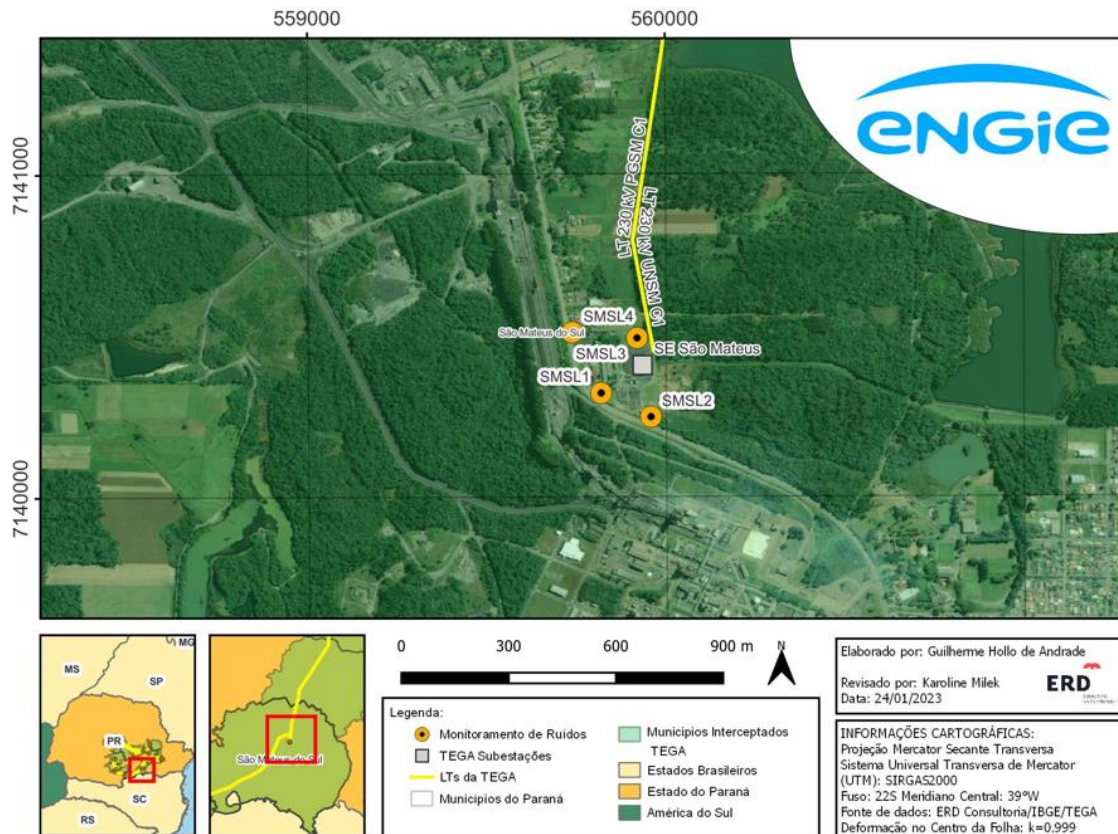 559000
560000
7141000
7140000
ENGIE
LT 230 kV PGSM C1
LT 230 kV UNSM C1
SMSL4
São Mateus do Sul
SMSL3
SE São Mateus
SMSL1
SMSL2
MG
MS
SP
PR
SC
RS
São Mateus do Sul
0 300 600 900 m
N
Legenda:
Monitoramento de Ruídos
TEGA Subestações
LTs da TEGA
Municípios do Paraná
Municípios Interceptados
TEGA
Estados Brasileiros
Estado do Paraná
América do Sul
Elaborado por: Guilherme Hollo de Andrade
Revisado por: Karoline Milek
Data: 24/01/2023
ERD
INFORMAÇÕES CARTOGRÁFICAS:
Projeção Mercator Secante Transversa
Sistema Universal Transversa de Mercator
(UTM): SIRGAS2000
Fuso: 22S Meridiano Central: 39°W
Fonte de dados: ERD Consultoria/IBGE/TEGA
Deformação no Centro da Folha: k=0,999